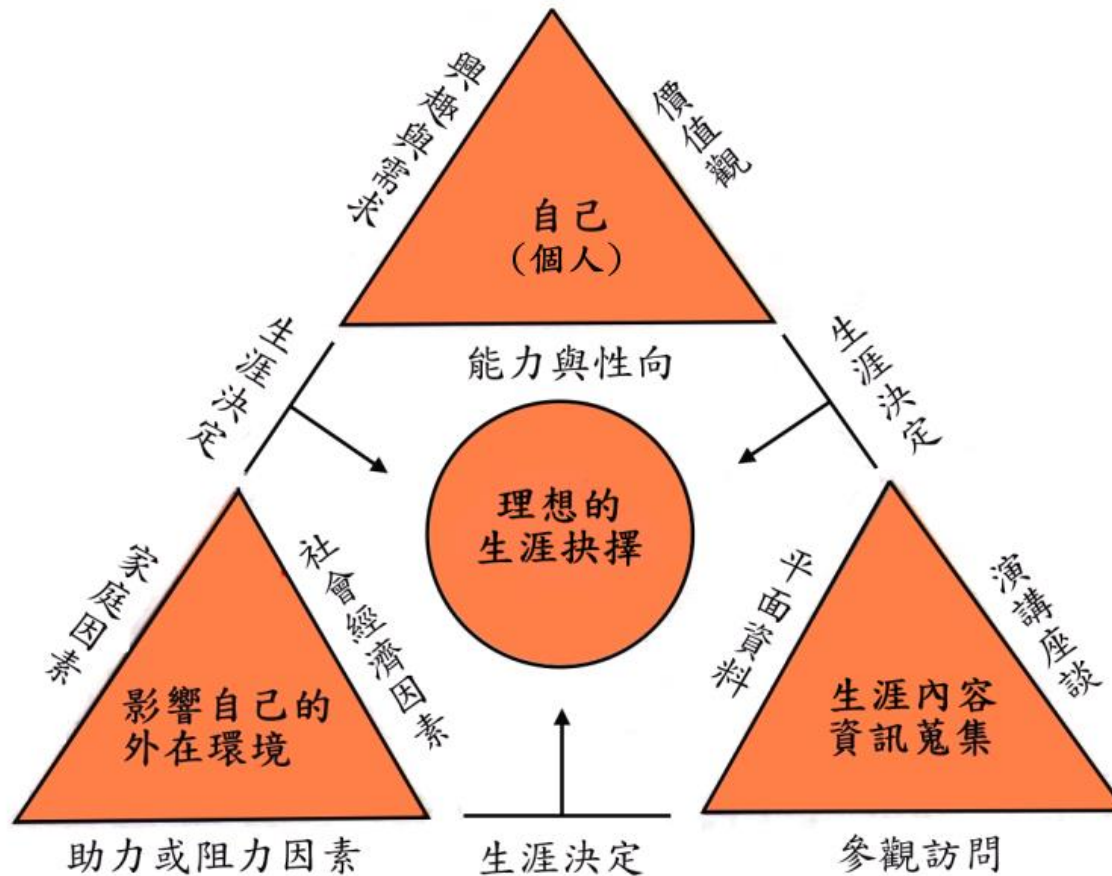 興趣與需求
價值觀
自己
（個人）
能力與性向
生涯決定
生涯決定
理想的
生涯抉擇
家庭因素
社會經濟因素
影響自己的
外在環境
助力或阻力因素
平面資料
演講座談
生涯內容
資訊蒐集
參觀訪問
生涯決定